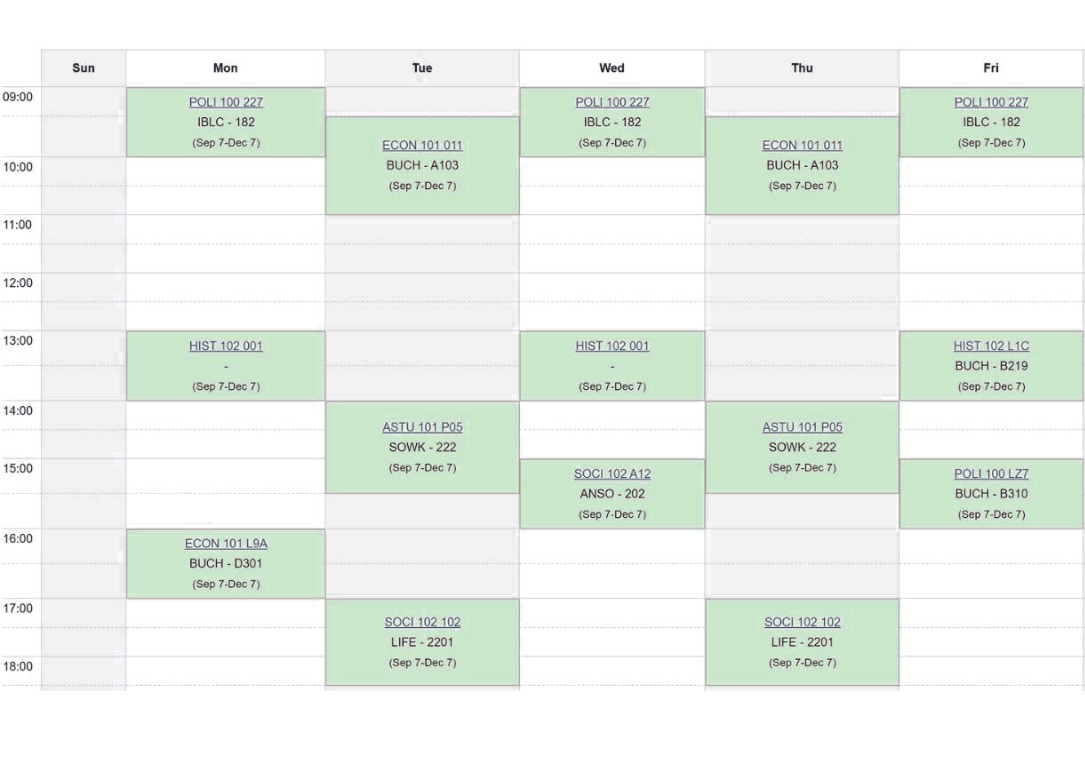 Sun Mon Tue Wed Thu Fri
09:00
POLI 100 227
IBLC - 182
(Sep 7-Dec 7)
POLI 100 227
IBLC - 182
(Sep 7-Dec 7)
POLI 100 227
IBLC - 182
(Sep 7-Dec 7)
ECON 101 011
BUCH - A103
(Sep 7-Dec 7)
ECON 101 011
BUCH - A103
(Sep 7-Dec 7)
10:00
11:00
12:00
13:00
HIST 102 001
-
(Sep 7-Dec 7)
HIST 102 001
-
(Sep 7-Dec 7)
HIST 102 L1C
BUCH - B219
(Sep 7-Dec 7)
14:00
ASTU 101 P05
SOWK - 222
(Sep 7-Dec 7)
ASTU 101 P05
SOWK - 222
(Sep 7-Dec 7)
15:00
SOCI 102 A12
ANSO - 202
(Sep 7-Dec 7)
POLI 100 LZ7
BUCH - B310
(Sep 7-Dec 7)
16:00
ECON 101 L9A
BUCH - D301
(Sep 7-Dec 7)
17:00
SOCI 102 102
LIFE - 2201
(Sep 7-Dec 7)
SOCI 102 102
LIFE - 2201
(Sep 7-Dec 7)
18:00